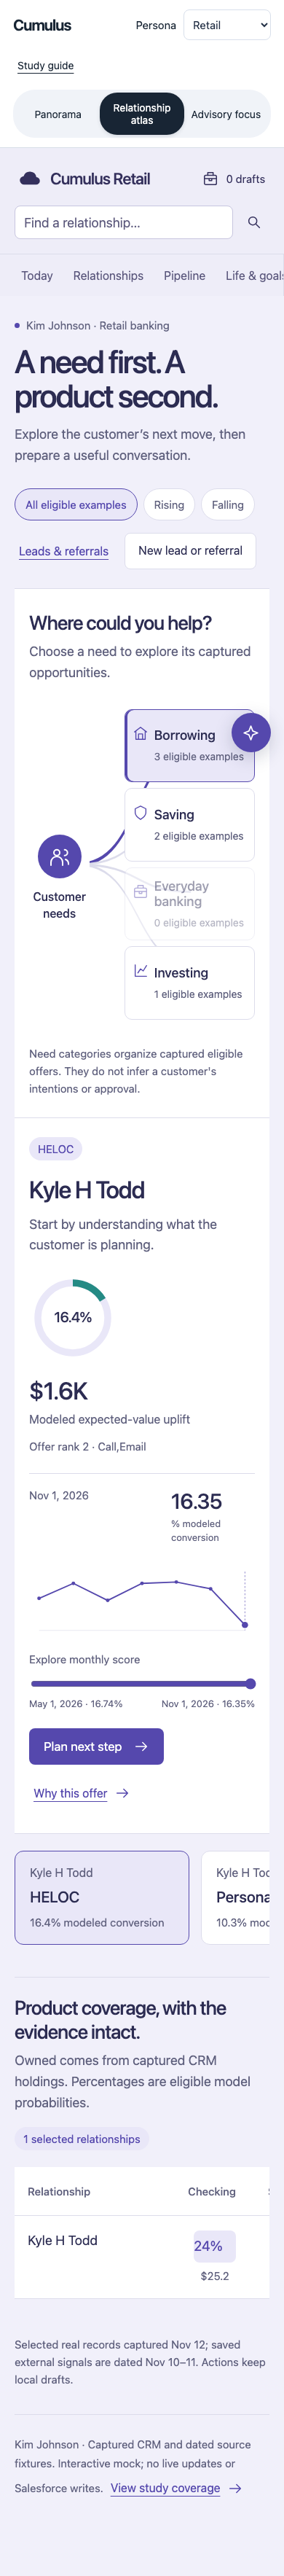 Cumulus
Persona
Retail
Study guide
Panorama
Relationship
atlas
Advisory focus
Cumulus Retail
0 drafts
Find a relationship...
Today
Relationships
Pipeline
Life & goals
Kim Johnson · Retail banking
A need first. A
product second.
Explore the customer's next move, then
prepare a useful conversation.
All eligible examples
Rising
Falling
Leads & referrals
New lead or referral
Where could you help?
Choose a need to explore its captured
opportunities.
Borrowing
3 eligible examples
Saving
2 eligible examples
Everyday
banking
0 eligible examples
Investing
1 eligible examples
Customer
needs
Need categories organize captured eligible
offers. They do not infer a customer's
intentions or approval.
HELOC
Kyle H Todd
Start by understanding what the
customer is planning.
16.4%
$1.6K
Modeled expected-value uplift
Offer rank 2 · Call,Email
Nov 1, 2026
16.35
% modeled
conversion
Explore monthly score
May 1, 2026 · 16.74%
Nov 1, 2026 · 16.35%
Plan next step
Why this offer
Kyle H Todd
HELOC
16.4% modeled conversion
Kyle H Tod
Persona
10.3% mod
Product coverage, with the
evidence intact.
Owned comes from captured CRM
holdings. Percentages are eligible model
probabilities.
1 selected relationships
Relationship
Checking
Kyle H Todd
24%
$25.2
Selected real records captured Nov 12; saved
external signals are dated Nov 10–11. Actions keep
local drafts.
Kim Johnson · Captured CRM and dated source
fixtures. Interactive mock; no live updates or
Salesforce writes. View study coverage